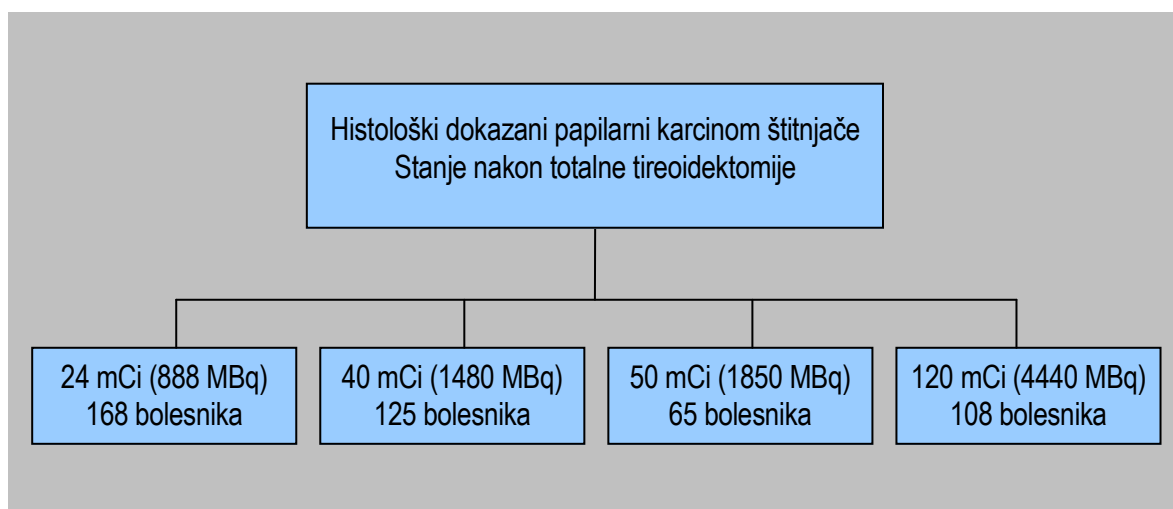 Histološki dokazani papilarni karcinom štitnjače
Stanje nakon totalne tireoidektomije
24 mCi (888 MBq)
168 bolesnika
40 mCi (1480 MBq)
125 bolesnika
50 mCi (1850 MBq)
65 bolesnika
120 mCi (4440 MBq)
108 bolesnika